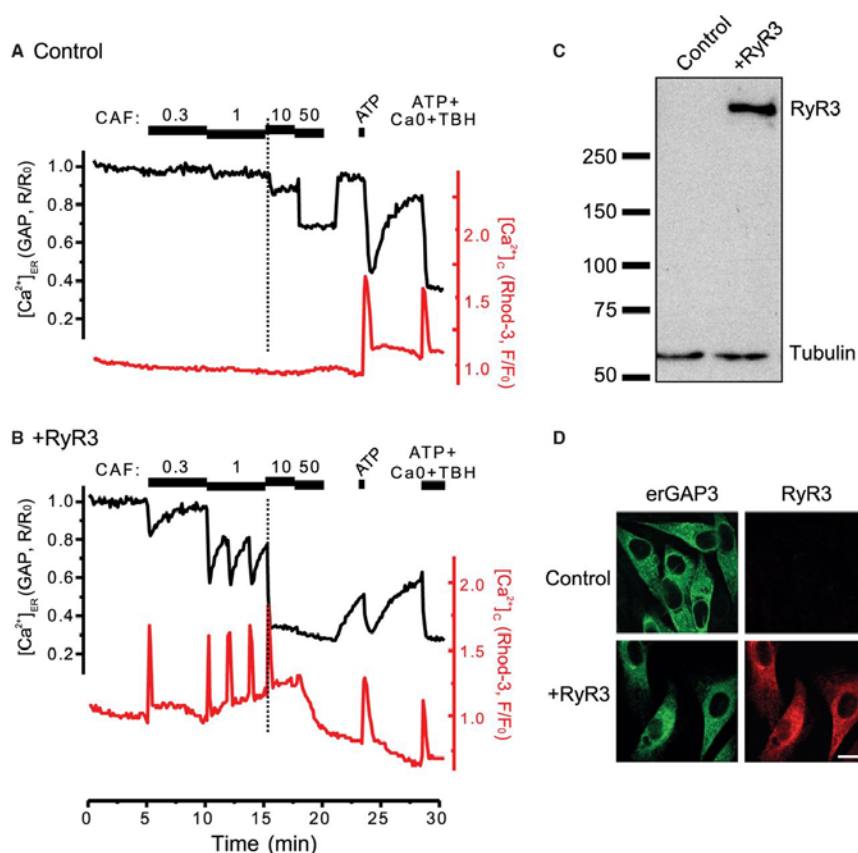 A Control
CAF: 0.3 1 10 50 ATP ATP+
Ca0+TBH
1.0
0.8
0.6
0.4
0.2
[Ca²⁺]ER (GAP, R/R₀)
2.0
1.5
1.0
[Ca²⁺]C (Rhod-3, F/F₀)
B +RyR3
CAF: 0.3 1 10 50 ATP ATP+
Ca0+TBH
1.0
0.8
0.6
0.4
0.2
[Ca²⁺]ER (GAP, R/R₀)
2.0
1.5
1.0
[Ca²⁺]C (Rhod-3, F/F₀)
0 5 10 15 20 25 30
Time (min)
C
Control +RyR3
RyR3
250
150
100
75
Tubulin
50
D
erGAP3 RyR3
Control
+RyR3